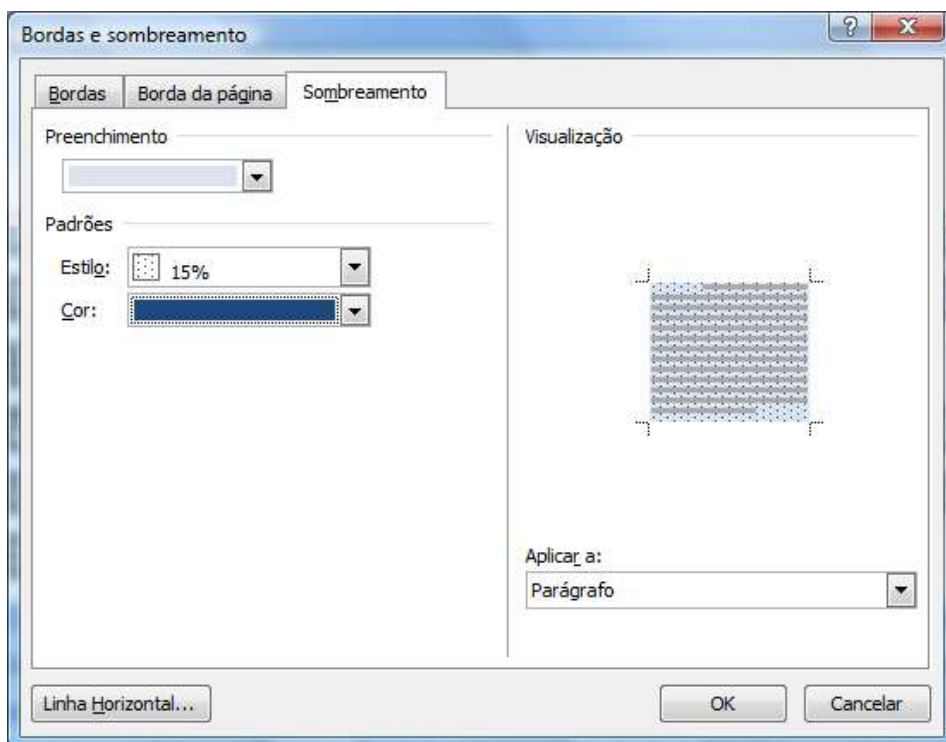 Bordas e sombreamento
Bordas
Borda da página
Sombreamento
Preenchimento
Padrões
Estilo:
15%
Cor:
Visualização
Aplicar a:
Parágrafo
Linha Horizontal...
OK
Cancelar